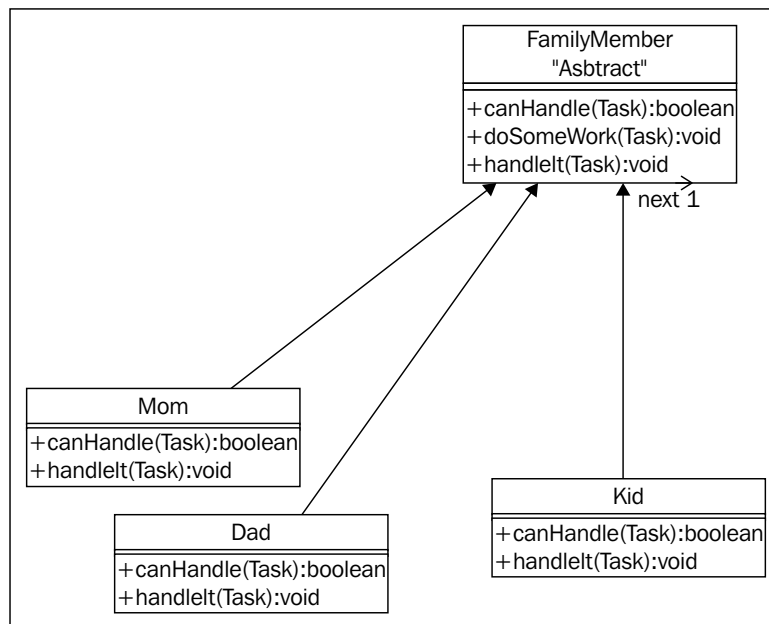 FamilyMember
"Asbtract"
+canHandle(Task):boolean
+doSomeWork(Task):void
+handleIt(Task):void
next 1
Mom
+canHandle(Task):boolean
+handleIt(Task):void
Dad
+canHandle(Task):boolean
+handleIt(Task):void
Kid
+canHandle(Task):boolean
+handleIt(Task):void